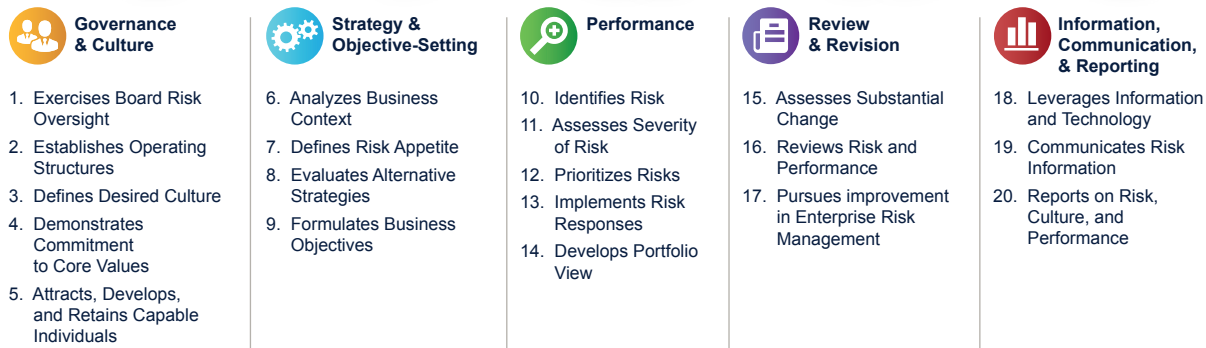 Governance
& Culture
1. Exercises Board Risk
Oversight
2. Establishes Operating
Structures
3. Defines Desired Culture
4. Demonstrates
Commitment
to Core Values
5. Attracts, Develops,
and Retains Capable
Individuals
Strategy &
Objective-Setting
6. Analyzes Business
Context
7. Defines Risk Appetite
8. Evaluates Alternative
Strategies
9. Formulates Business
Objectives
Performance
10. Identifies Risk
11. Assesses Severity
of Risk
12. Prioritizes Risks
13. Implements Risk
Responses
14. Develops Portfolio
View
Review
& Revision
15. Assesses Substantial
Change
16. Reviews Risk and
Performance
17. Pursues improvement
in Enterprise Risk
Management
Information,
Communication,
& Reporting
18. Leverages Information
and Technology
19. Communicates Risk
Information
20. Reports on Risk,
Culture, and
Performance